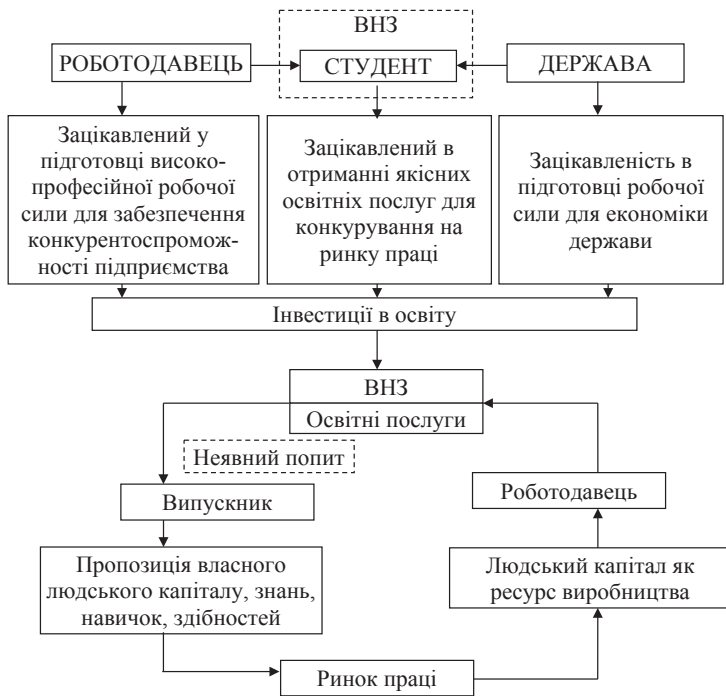 ВНЗ
РОБОТОДАВЕЦЬ
СТУДЕНТ
ДЕРЖАВА
Зацікавлений у
підготовці високо-
професійної робочої
сили для забезпечення
конкурентоспромож-
ності підприємства
Зацікавлений в
отриманні якісних
освітніх послуг для
конкурування на
ринку праці
Зацікавленість в
підготовці робочої
сили для економіки
держави
Інвестиції в освіту
ВНЗ
Освітні послуги
Неявний попит
Випускник
Роботодавець
Пропозиція власного
людського капіталу, знань,
навичок, здібностей
Людський капітал як
ресурс виробництва
Ринок праці